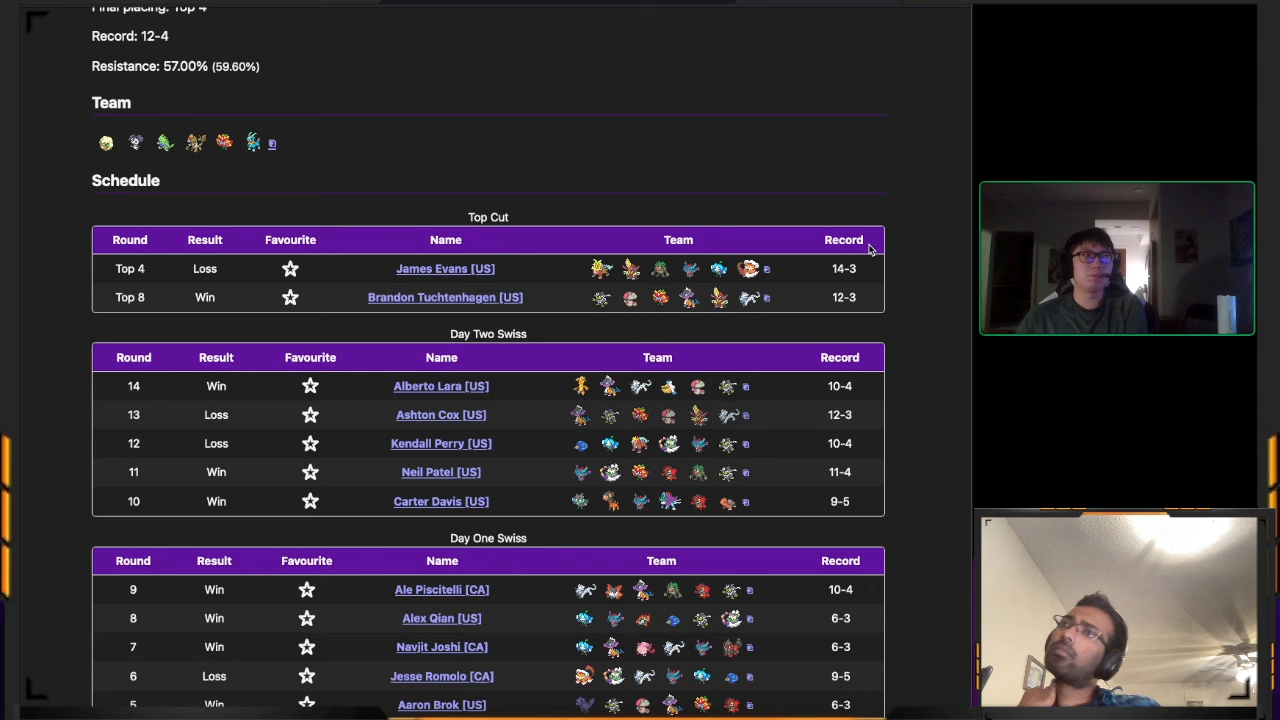 Final placing: Top 4
Record: 12-4
Resistance: 57.00% (59.60%)
Team
Schedule
Top Cut
Round Result Favourite Name Team Record
Top 4 Loss James Evans [US] 14-3
Top 8 Win Brandon Tuchtenhagen [US] 12-3
Day Two Swiss
Round Result Favourite Name Team Record
14 Win Alberto Lara [US] 10-4
13 Loss Ashton Cox [US] 12-3
12 Loss Kendall Perry [US] 10-4
11 Win Neil Patel [US] 11-4
10 Win Carter Davis [US] 9-5
Day One Swiss
Round Result Favourite Name Team Record
9 Win Ale Piscitelli [CA] 10-4
8 Win Alex Qian [US] 6-3
7 Win Navjit Joshi [CA] 6-3
6 Loss Jesse Romolo [CA] 9-5
5 Win Aaron Brok [US] 6-3